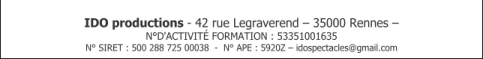 IDO productions - 42 rue Legraverend – 35000 Rennes –
N°D'ACTIVITÉ FORMATION : 53351001635
N° SIRET : 500 288 725 00038 - N° APE : 5920Z – idospectacles@gmail.com